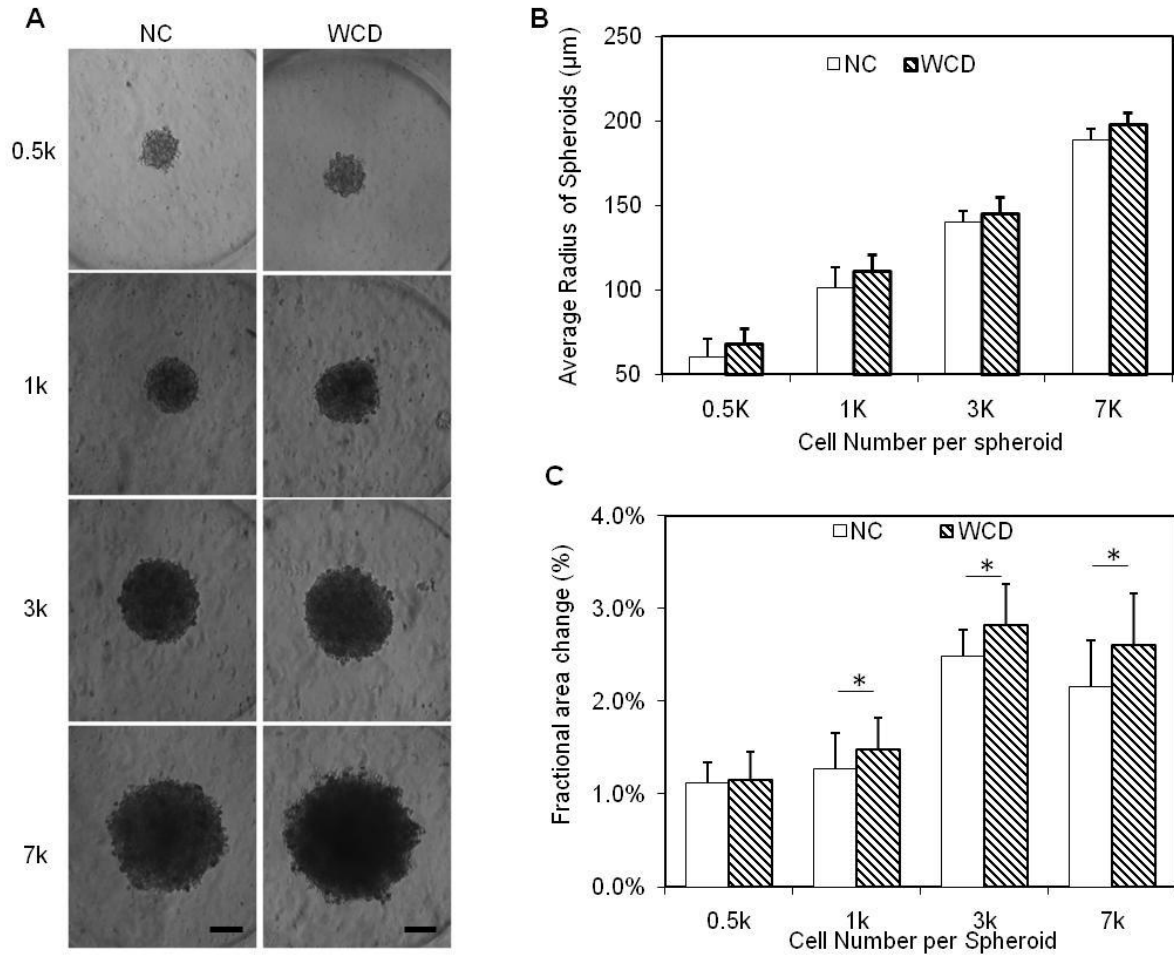 A
NC
WCD
0.5k
1k
3k
7k
B
Average Radius of Spheroids (µm)
250
200
150
100
50
NC
WCD
0.5K
1K
3K
7K
Cell Number per spheroid
C
Fractional area change (%)
4.0%
3.0%
2.0%
1.0%
0.0%
NC
WCD
*
*
*
0.5k
1k
3k
7k
Cell Number per Spheroid